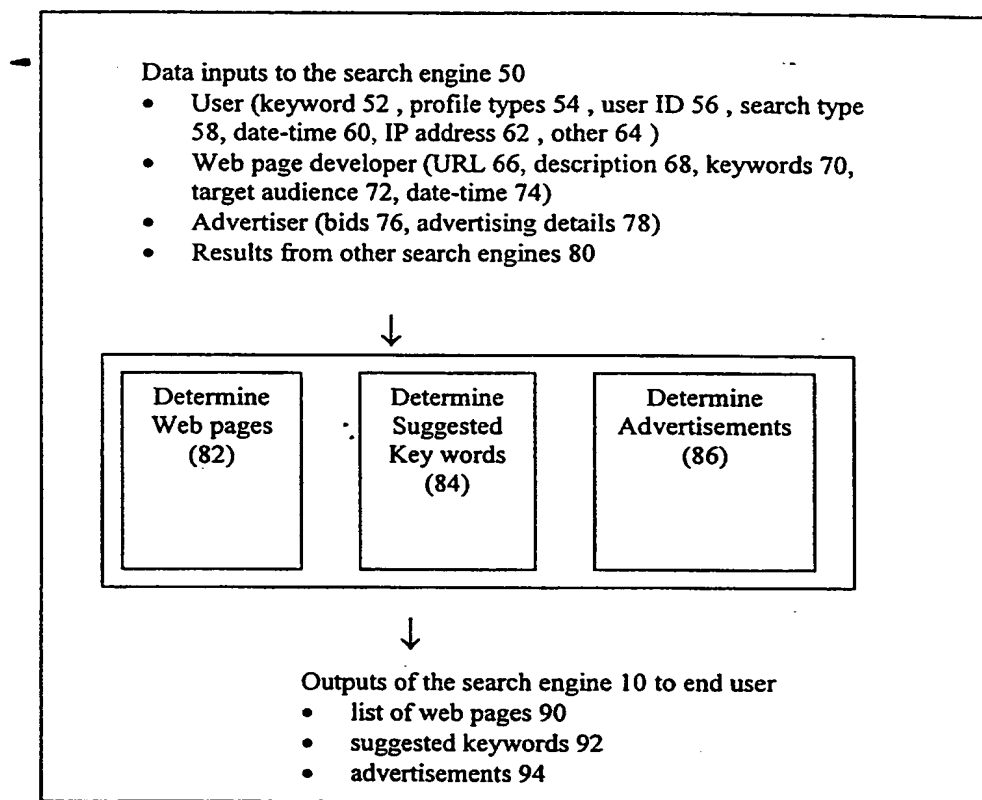 Data inputs to the search engine 50
• User (keyword 52 , profile types 54 , user ID 56 , search type
58, date-time 60, IP address 62 , other 64 )
• Web page developer (URL 66, description 68, keywords 70,
target audience 72, date-time 74)
• Advertiser (bids 76, advertising details 78)
• Results from other search engines 80
↓
Determine
Web pages
(82)
Determine
Suggested
Key words
(84)
Determine
Advertisements
(86)
↓
Outputs of the search engine 10 to end user
• list of web pages 90
• suggested keywords 92
• advertisements 94